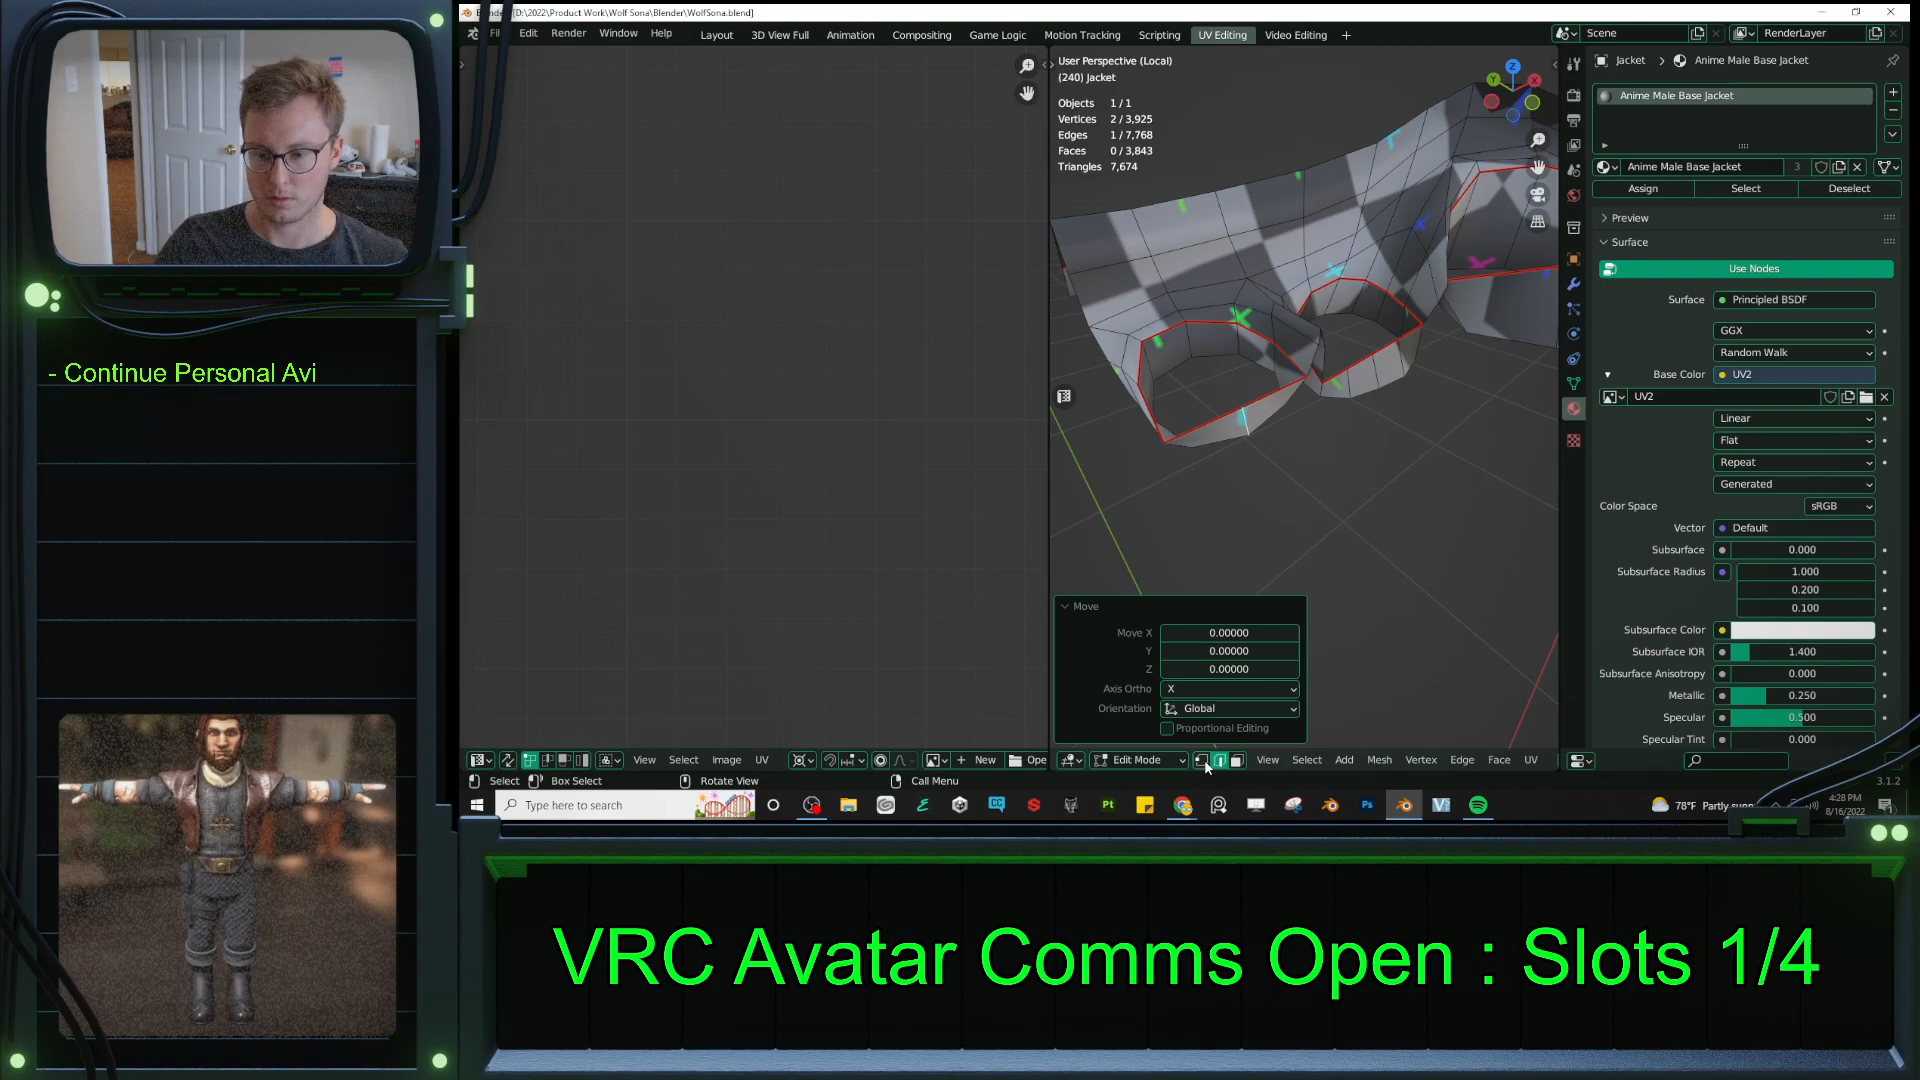 [D:\2022\Product Work\Wolf Sona\Blender\WolfSona.blend]
Edit Render Window Help
Layout 3D View Full Animation Compositing Game Logic Motion Tracking Scripting UV Editing Video Editing +
Scene RenderLayer
User Perspective (Local)
(240) Jacket
Objects 1 / 1
Vertices 2 / 3,925
Edges 1 / 7,768
Faces 0 / 3,843
Triangles 7,674
Z Y X
Jacket > Anime Male Base Jacket
Anime Male Base Jacket
Anime Male Base Jacket 3
Assign Select Deselect
Preview
Surface
Use Nodes
Surface Principled BSDF
GGX
Random Walk
Base Color UV2
UV2
Linear
Flat
Repeat
Generated
Color Space sRGB
Vector Default
Subsurface 0.000
Subsurface Radius 1.000
0.200
0.100
Subsurface Color
Subsurface IOR 1.400
Subsurface Anisotropy 0.000
Metallic 0.250
Specular 0.500
Specular Tint 0.000
Move
Move X 0.00000
Y 0.00000
Z 0.00000
Axis Ortho X
Orientation Global
Proportional Editing
View Select Image UV New Ope
Edit Mode View Select Add Mesh Vertex Edge Face UV
Select Box Select Rotate View Call Menu
3.1.2
Type here to search
78°F Partly sunn
4:28 PM
8/16/2022
- Continue Personal Avi
VRC Avatar Comms Open : Slots 1/4